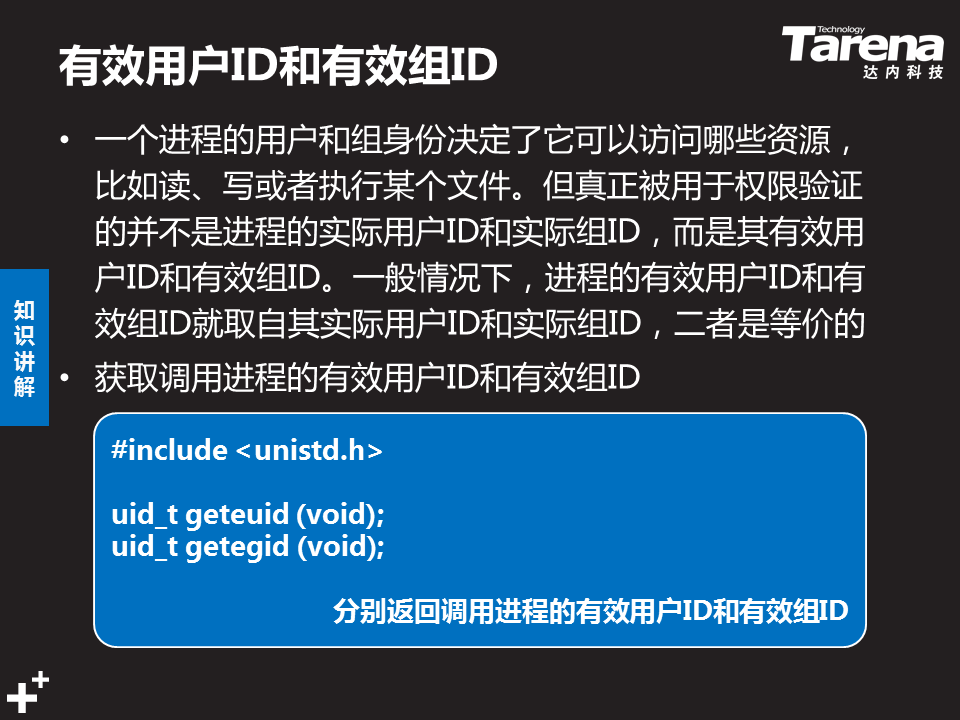 有效用户ID和有效组ID
Technology
Tarena
达内科技
• 一个进程的用户和组身份决定了它可以访问哪些资源，
比如读、写或者执行某个文件。但真正被用于权限验证
的并不是进程的实际用户ID和实际组ID，而是其有效用
户ID和有效组ID。一般情况下，进程的有效用户ID和有
效组ID就取自其实际用户ID和实际组ID，二者是等价的
知
识
讲
解
• 获取调用进程的有效用户ID和有效组ID
#include <unistd.h>
uid_t geteuid (void);
uid_t getegid (void);
分别返回调用进程的有效用户ID和有效组ID